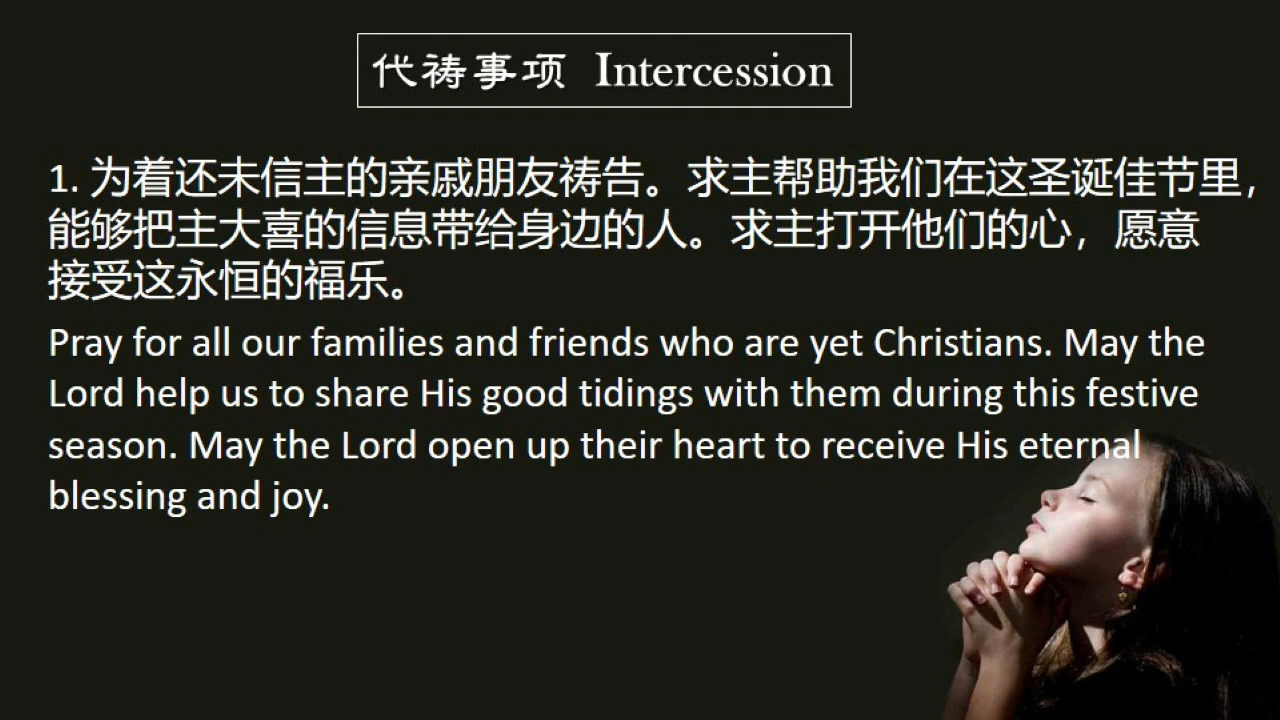 代祷事项 Intercession
1. 为着还未信主的亲戚朋友祷告。求主帮助我们在这圣诞佳节里，
能够把主大喜的信息带给身边的人。求主打开他们的心，愿意
接受这永恒的福乐。
Pray for all our families and friends who are yet Christians. May the
Lord help us to share His good tidings with them during this festive
season. May the Lord open up their heart to receive His eternal
blessing and joy.